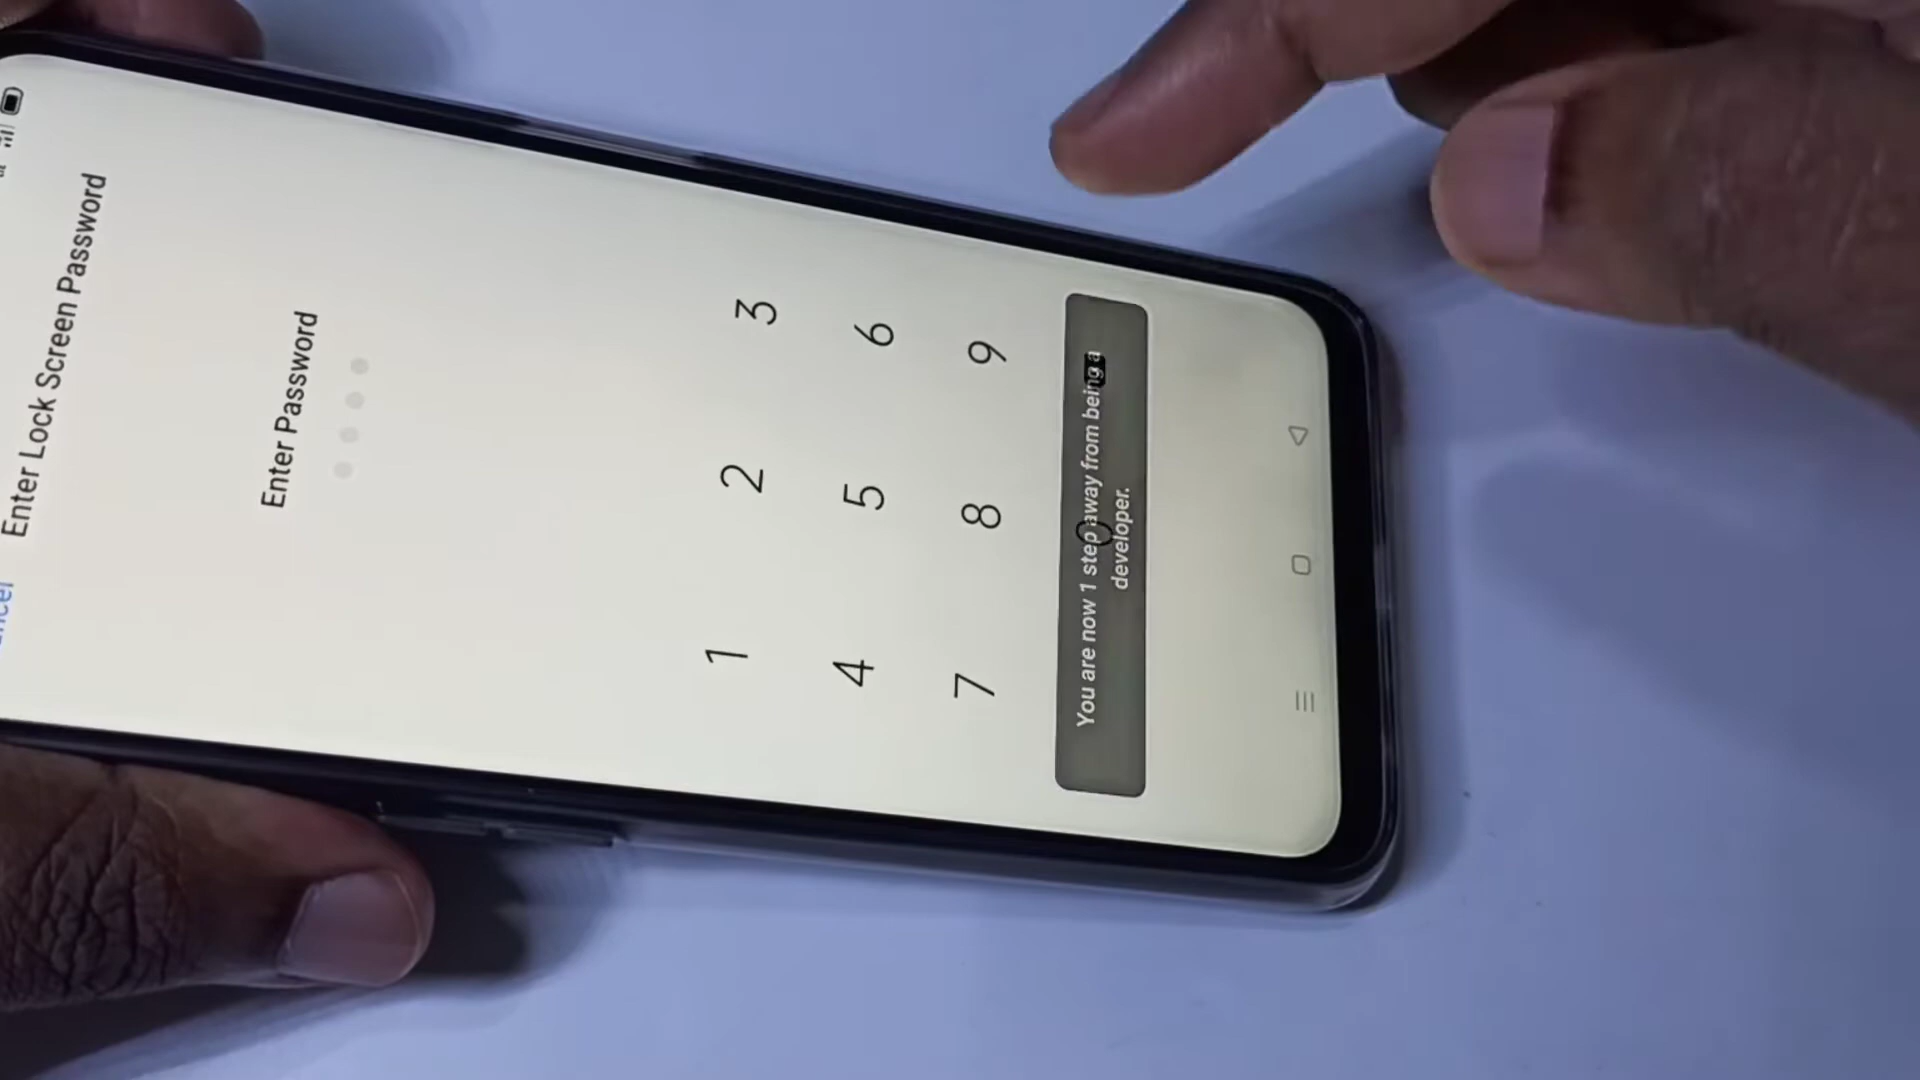 Enter Lock Screen Password
Enter Password
1 2 3
4 5 6
7 8 9
You are now 1 step away from being a
developer.
0